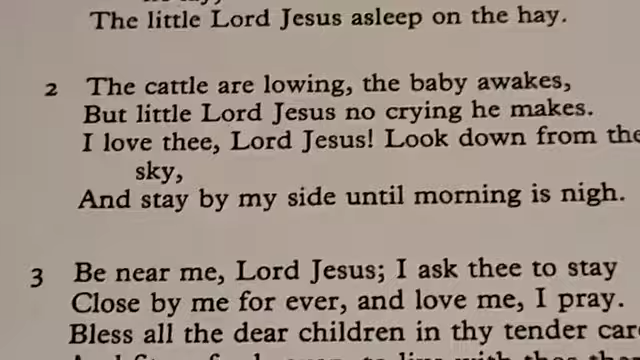 The little Lord Jesus asleep on the hay.
2 The cattle are lowing, the baby awakes,
But little Lord Jesus no crying he makes.
I love thee, Lord Jesus! Look down from the
sky,
And stay by my side until morning is nigh.
3 Be near me, Lord Jesus; I ask thee to stay
Close by me for ever, and love me, I pray.
Bless all the dear children in thy tender car